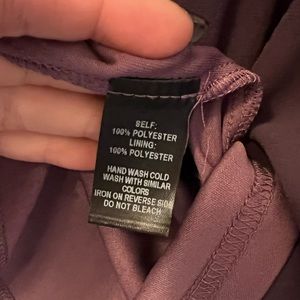 SELF:
100% POLYESTER
LINING:
100% POLYESTER
HAND WASH COLD
WASH WITH SIMILAR
COLORS
IRON ON REVERSE SIDE
DO NOT BLEACH